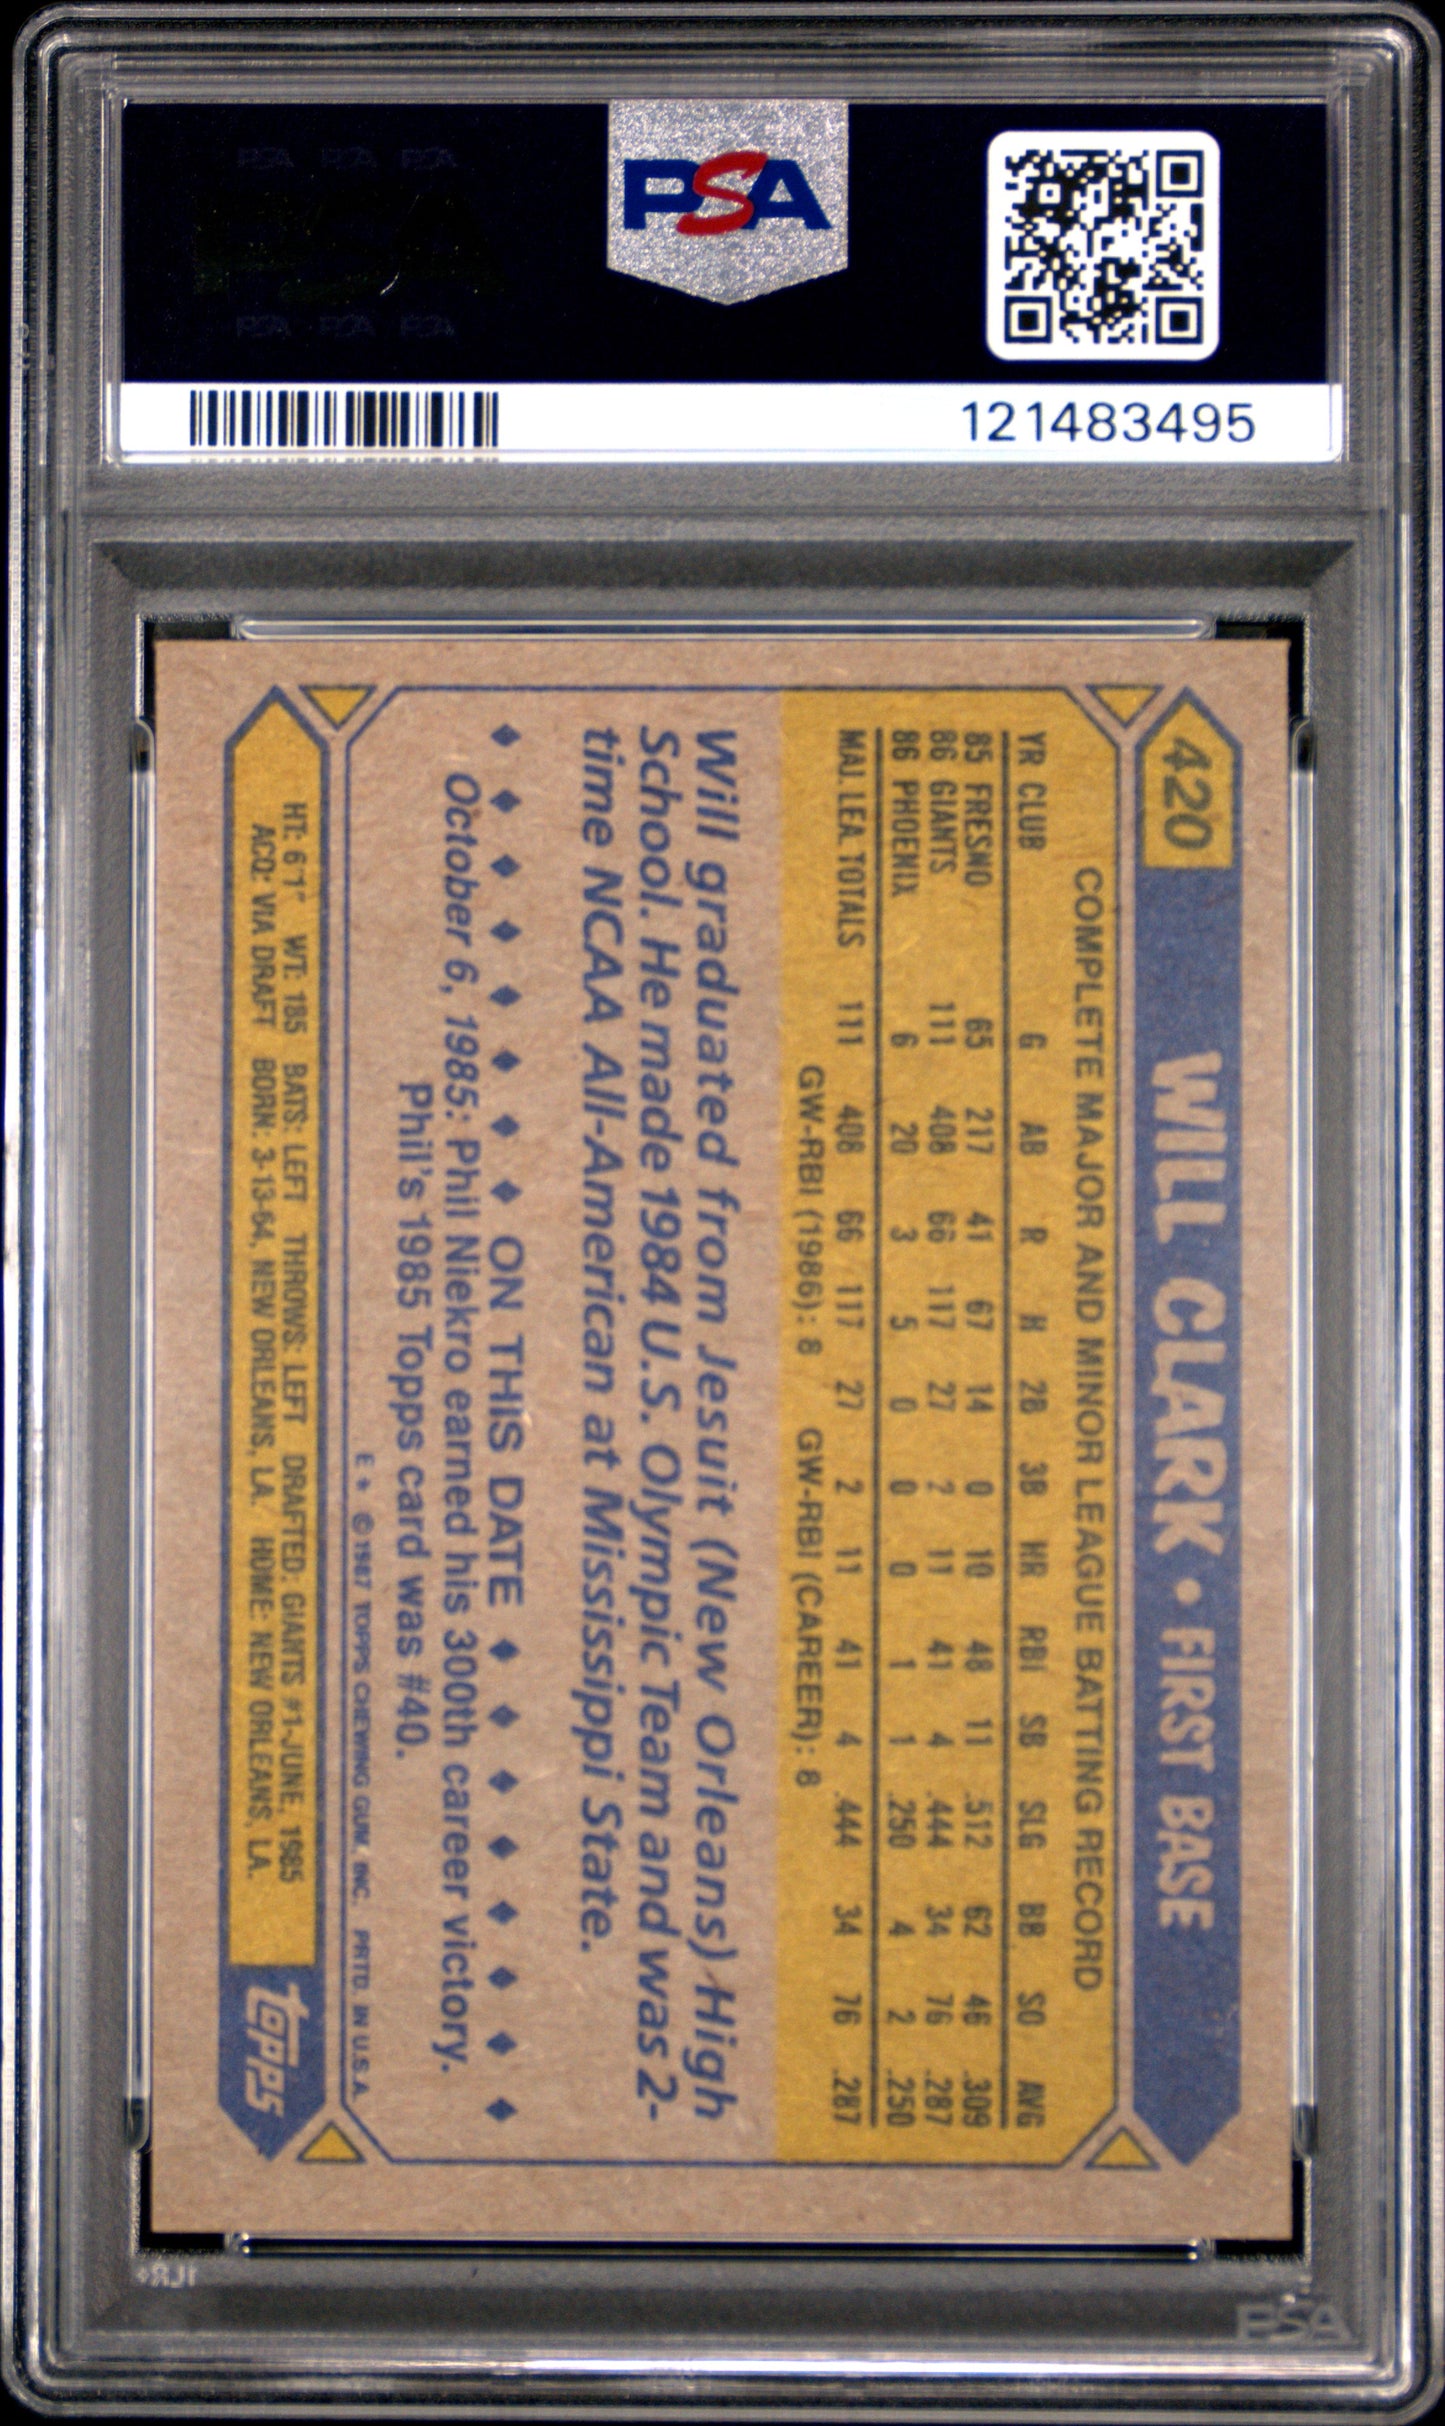 PSA PSA PSA
PSA
PSA PSA PSA
PSA
121483495
420
WILL CLARK • FIRST BASE
COMPLETE MAJOR AND MINOR LEAGUE BATTING RECORD
YR CLUB G AB R H 2B 3B HR RBI SB SLG BB SO AVG
85 FRESNO 65 217 41 67 14 0 10 48 11 .512 62 46 .309
86 GIANTS 111 408 66 117 27 2 11 41 4 .444 34 76 .287
86 PHOENIX 6 20 3 5 0 0 0 1 1 .250 4 2 .250
MAJ. LEA. TOTALS 111 408 66 117 27 2 11 41 4 .444 34 76 .287
GW-RBI (1986): 8 GW-RBI (CAREER): 8
Will graduated from Jesuit (New Orleans) High
School. He made 1984 U.S. Olympic Team and was 2-
time NCAA All-American at Mississippi State.
♦ ♦ ♦ ♦ ♦ ♦ ♦ ♦ ON THIS DATE ♦ ♦ ♦ ♦ ♦ ♦ ♦ ♦
October 6, 1985: Phil Niekro earned his 300th career victory.
Phil's 1985 Topps card was #40.
E* ©1987 TOPPS CHEWING GUM, INC. PRTD. IN U.S.A.
HT: 6'1" WT: 185 BATS: LEFT THROWS: LEFT DRAFTED: GIANTS #1-JUNE, 1985
ACQ: VIA DRAFT BORN: 3-13-64, NEW ORLEANS, LA. HOME: NEW ORLEANS, LA.
topps
PSA